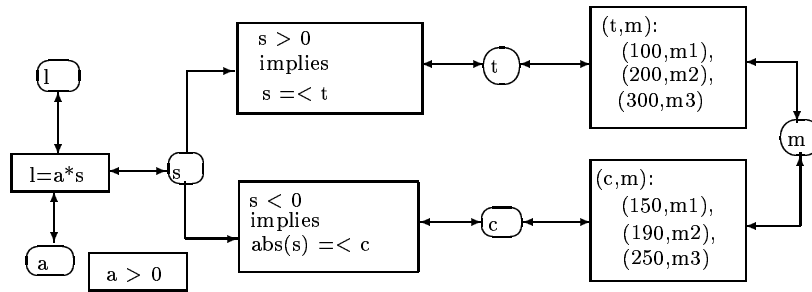 l
l=a*s
a
a > 0
s
s > 0
implies
s =< t
s < 0
implies
abs(s) =< c
t
c
(t,m):
(100,m1),
(200,m2),
(300,m3)
(c,m):
(150,m1),
(190,m2),
(250,m3)
m